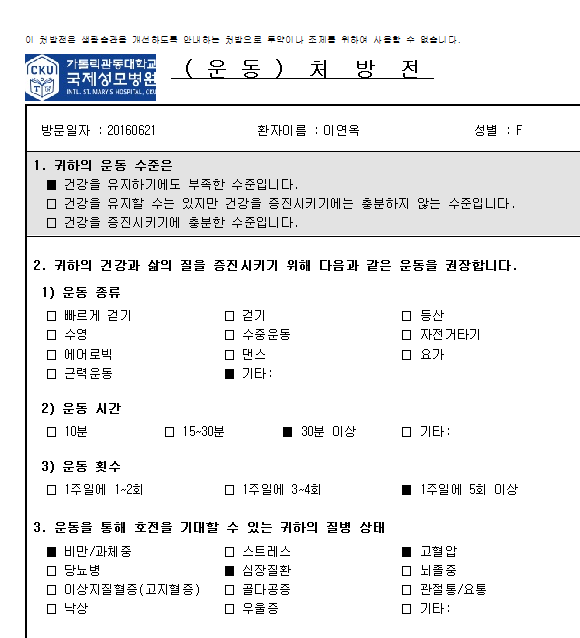 이 처방전은 생활습관을 개선하도록 안내하는 처방으로 투약이나 조제를 위하여 사용할 수 없습니다.
CKU 가톨릭관동대학교
국제성모병원
INTL. ST. MARY'S HOSPITAL, CKU
(운동) 처 방 전
방문일자 : 20160621 환자이름 : 이연옥 성별 : F
1. 귀하의 운동 수준은
■ 건강을 유지하기에도 부족한 수준입니다.
□ 건강을 유지할 수는 있지만 건강을 증진시키기에는 충분하지 않는 수준입니다.
□ 건강을 증진시키기에 충분한 수준입니다.
2. 귀하의 건강과 삶의 질을 증진시키기 위해 다음과 같은 운동을 권장합니다.
1) 운동 종류
□ 빠르게 걷기 □ 걷기 □ 등산
□ 수영 □ 수중운동 □ 자전거타기
□ 에어로빅 □ 댄스 □ 요가
□ 근력운동 ■ 기타:
2) 운동 시간
□ 10분 □ 15~30분 ■ 30분 이상 □ 기타:
3) 운동 횟수
□ 1주일에 1~2회 □ 1주일에 3~4회 ■ 1주일에 5회 이상
3. 운동을 통해 호전을 기대할 수 있는 귀하의 질병 상태
■ 비만/과체중 □ 스트레스 ■ 고혈압
□ 당뇨병 ■ 심장질환 □ 뇌졸중
□ 이상지질혈증(고지혈증) □ 골다공증 □ 관절통/요통
□ 낙상 □ 우울증 □ 기타: